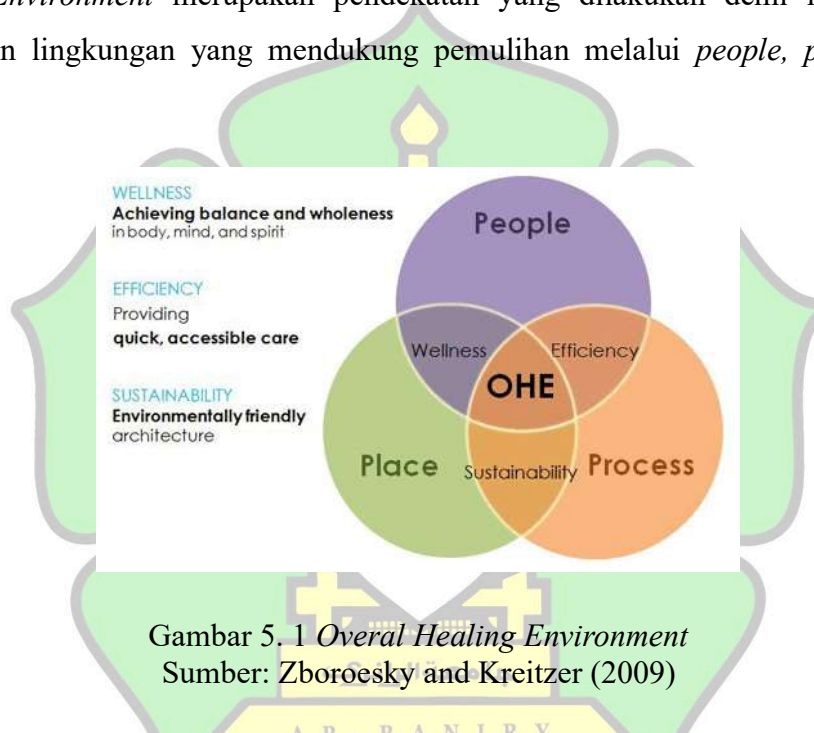 Environment merupakan pendekatan yang dilakukan demi
n lingkungan yang mendukung pemulihan melalui people,
WELLNESS
Achieving balance and wholeness
in body, mind, and spirit
EFFICIENCY
Providing
quick, accessible care
SUSTAINABILITY
Environmentally friendly
architecture
People
Wellness
Efficiency
OHE
Place
Sustainability
Process
Gambar 5. 1 Overal Healing Environment
Sumber: Zboroesky and Kreitzer (2009)
A R - R A N I R Y